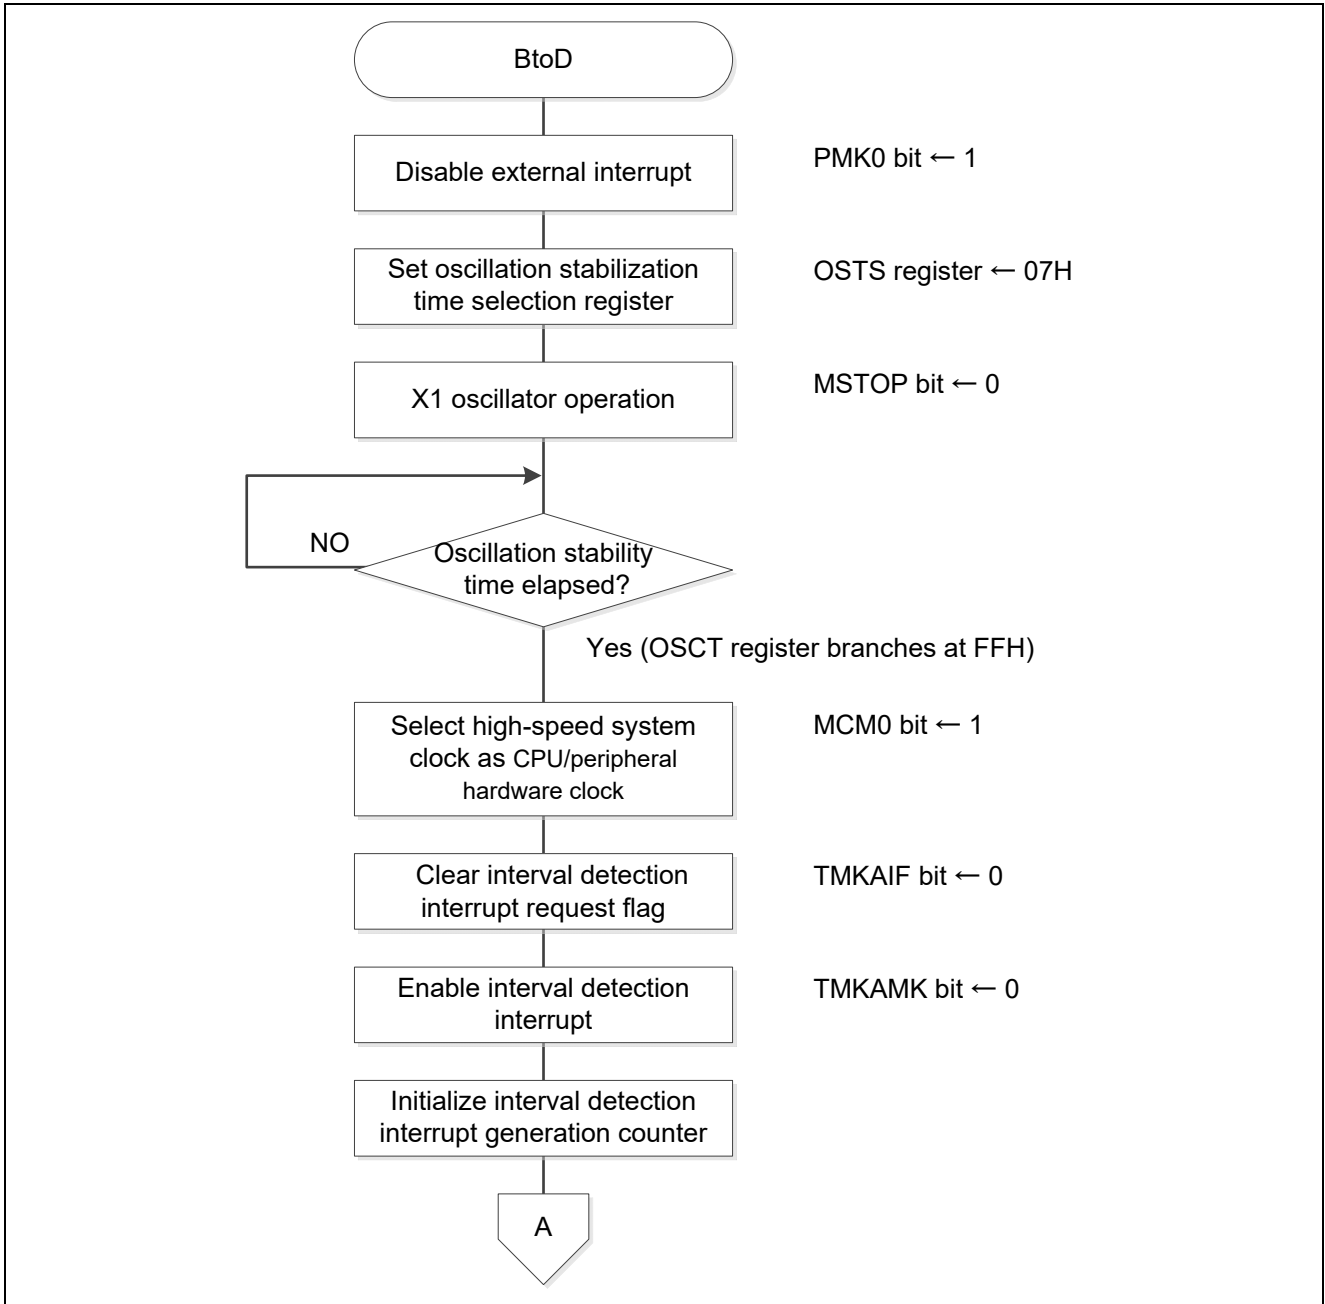 BtoD
Disable external interrupt
PMK0 bit ← 1
Set oscillation stabilization
time selection register
OSTS register ← 07H
X1 oscillator operation
MSTOP bit ← 0
NO
Oscillation stability
time elapsed?
Yes (OSCT register branches at FFH)
Select high-speed system
clock as CPU/peripheral
hardware clock
MCM0 bit ← 1
Clear interval detection
interrupt request flag
TMKAIF bit ← 0
Enable interval detection
interrupt
TMKAMK bit ← 0
Initialize interval detection
interrupt generation counter
A